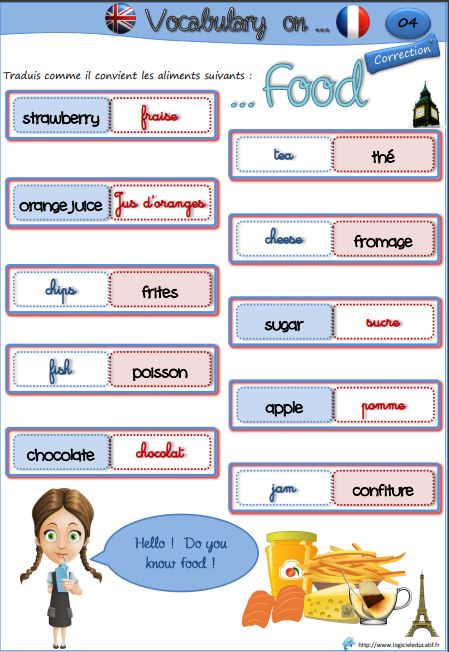 Vocabulary on ...
04
Correction
Traduis comme il convient les aliments suivants :
... Food
strawberry fraise
tea thé
orange juice Jus d'oranges
cheese fromage
chips frites
sugar sucre
fish poisson
apple pomme
chocolate chocolat
jam confiture
Hello ! Do you
know food !
http://www.logicieleducatif.fr